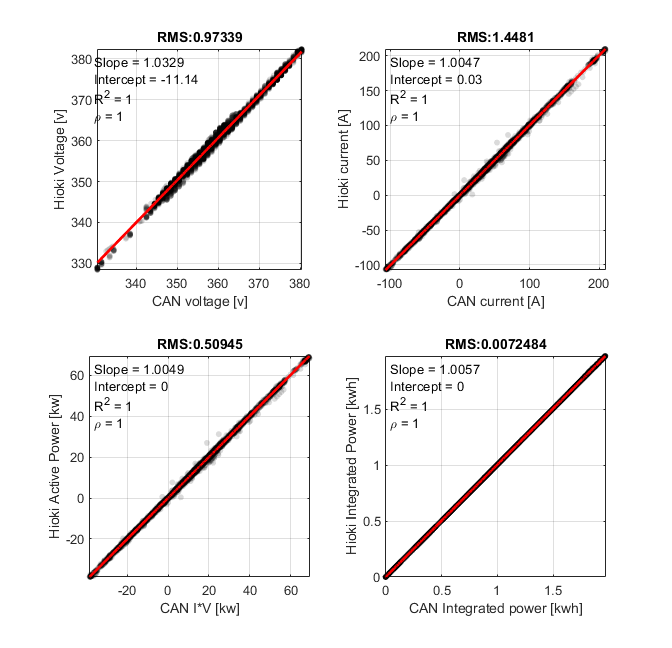 RMS:0.97339
Slope = 1.0329
Intercept = -11.14
R² = 1
ρ = 1
380
370
360
350
340
330
340
350
360
370
380
Hioki Voltage [v]
CAN voltage [v]
RMS:1.4481
Slope = 1.0047
Intercept = 0.03
R² = 1
ρ = 1
200
150
100
50
0
-50
-100
-100
0
100
200
Hioki current [A]
CAN current [A]
RMS:0.50945
Slope = 1.0049
Intercept = 0
R² = 1
ρ = 1
60
40
20
0
-20
-20
0
20
40
60
Hioki Active Power [kw]
CAN I*V [kw]
RMS:0.0072484
Slope = 1.0057
Intercept = 0
R² = 1
ρ = 1
1.5
1
0.5
0
0
0.5
1
1.5
Hioki Integrated Power [kwh]
CAN Integrated power [kwh]